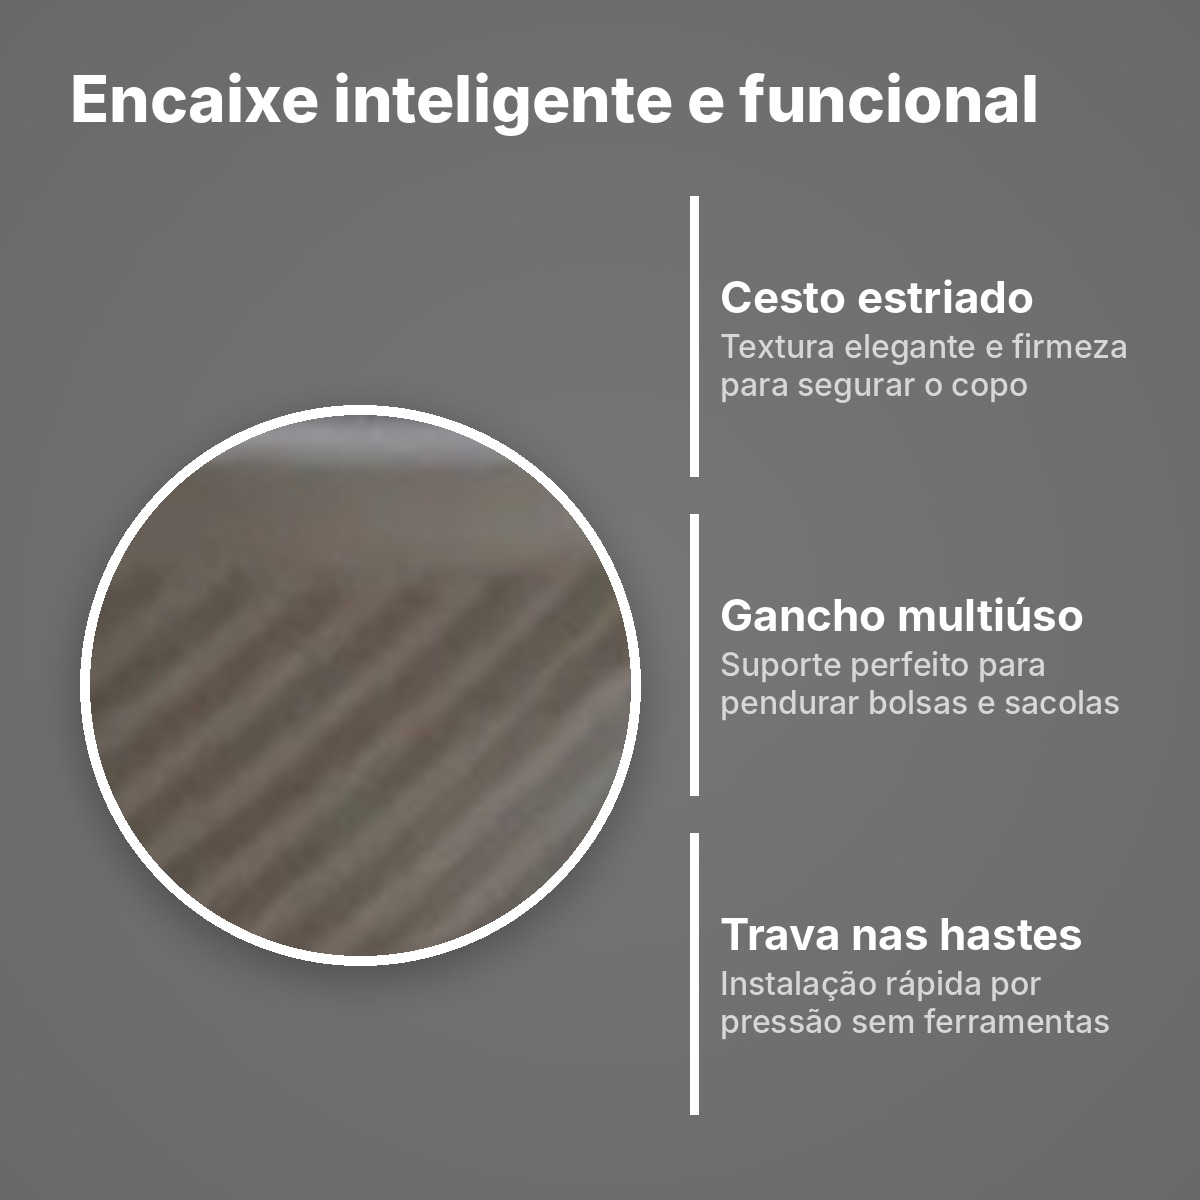 Encaixe inteligente e funcional
Cesto estriado
Textura elegante e firmeza
para segurar o copo
Gancho multiúso
Suporte perfeito para
pendurar bolsas e sacolas
Trava nas hastes
Instalação rápida por
pressão sem ferramentas